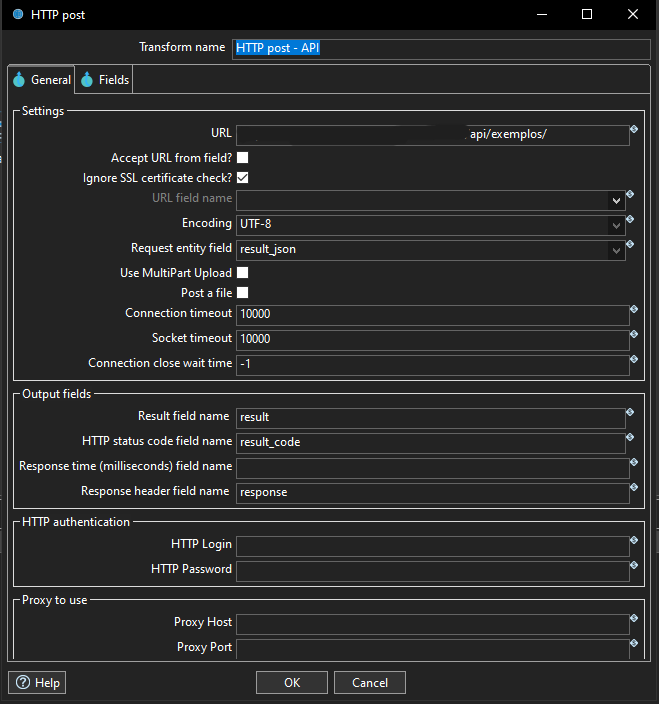 HTTP post
Transform name HTTP post - API
General Fields
Settings
URL api/exemplos/
Accept URL from field?
Ignore SSL certificate check?
URL field name
Encoding UTF-8
Request entity field result_json
Use MultiPart Upload
Post a file
Connection timeout 10000
Socket timeout 10000
Connection close wait time -1
Output fields
Result field name result
HTTP status code field name result_code
Response time (milliseconds) field name
Response header field name response
HTTP authentication
HTTP Login
HTTP Password
Proxy to use
Proxy Host
Proxy Port
Help OK Cancel